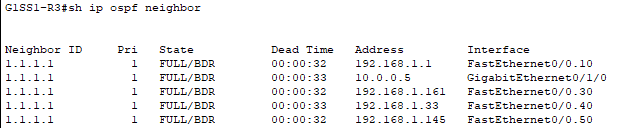 G1SS1-R3#sh ip ospf neighbor
Neighbor ID     Pri   State           Dead Time   Address         Interface
1.1.1.1           1   FULL/BDR        00:00:32    192.168.1.1     FastEthernet0/0.10
1.1.1.1           1   FULL/BDR        00:00:33    10.0.0.5        GigabitEthernet0/1/0
1.1.1.1           1   FULL/BDR        00:00:32    192.168.1.161   FastEthernet0/0.30
1.1.1.1           1   FULL/BDR        00:00:33    192.168.1.33    FastEthernet0/0.40
1.1.1.1           1   FULL/BDR        00:00:32    192.168.1.145   FastEthernet0/0.50